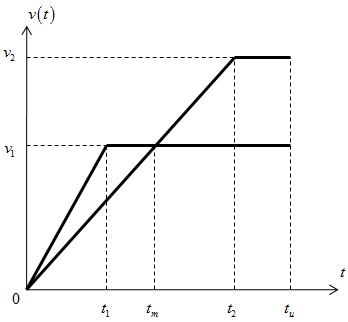 v(t)
v₂
v₁
t
0
t₁
tₘ
t₂
tᵤ